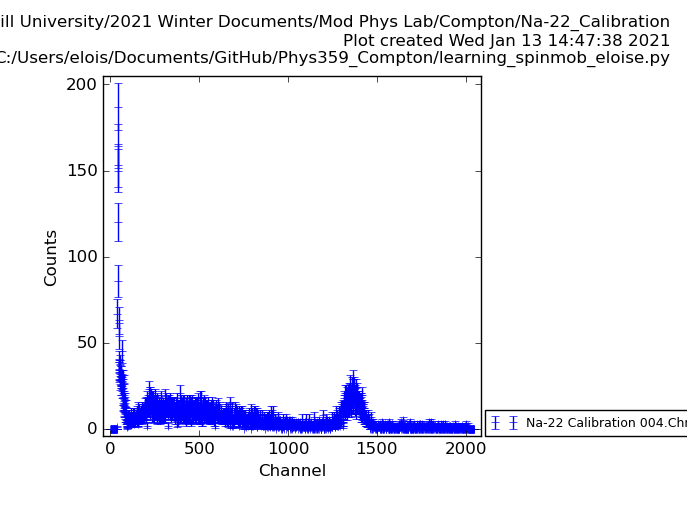 ill University/2021 Winter Documents/Mod Phys Lab/Compton/Na-22_Calibration
Plot created Wed Jan 13 14:47:38 2021
C:/Users/elois/Documents/GitHub/Phys359_Compton/learning_spinmob_eloise.py
200
150
100
50
0
Counts
0 500 1000 1500 2000
Channel
Na-22 Calibration 004.Chn